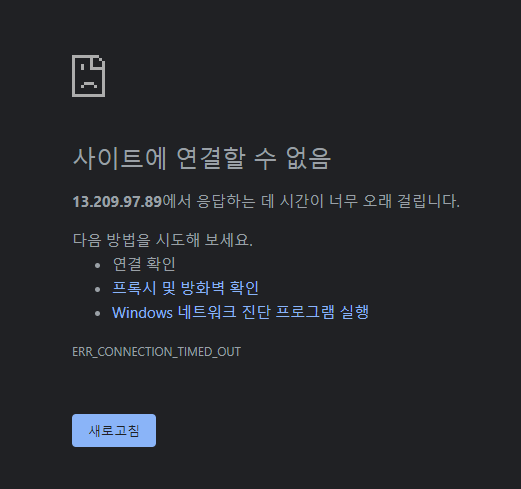 사이트에 연결할 수 없음
13.209.97.89에서 응답하는 데 시간이 너무 오래 걸립니다.
다음 방법을 시도해 보세요.
• 연결 확인
• 프록시 및 방화벽 확인
• Windows 네트워크 진단 프로그램 실행
ERR_CONNECTION_TIMED_OUT
새로고침